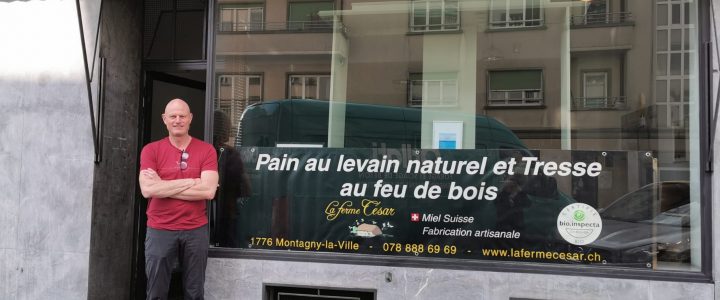 Pain au levain naturel et Tresse
au feu de bois
La ferme César
Miel Suisse
Fabrication artisanale
bio.inspecta
1776 Montagny-la-Ville - 078 888 69 69 - www.lafermecesar.ch